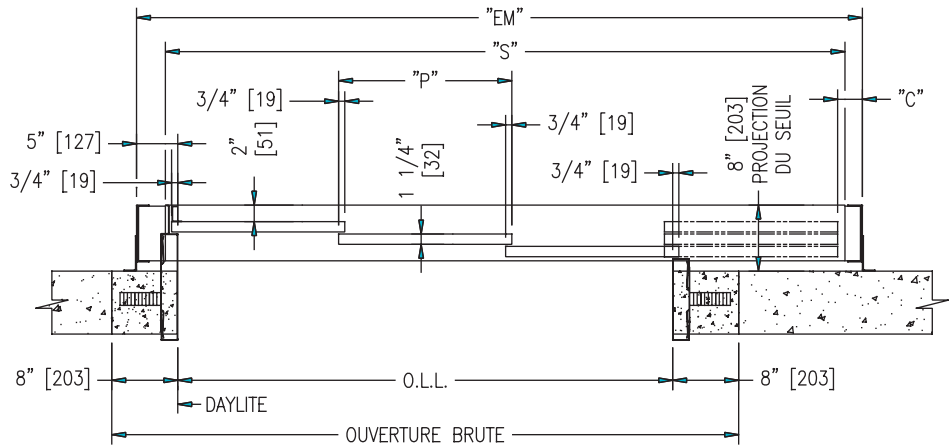 ”EM”
”S”
”P”
”C”
3/4” [19]
3/4” [19]
5” [127]
3/4” [19]
2”
[51]
1 1/4”
[32]
3/4” [19]
8” [203]
PROJECTION
DU SEUIL
8” [203]
O.L.L.
8” [203]
DAYLITE
OUVERTURE BRUTE